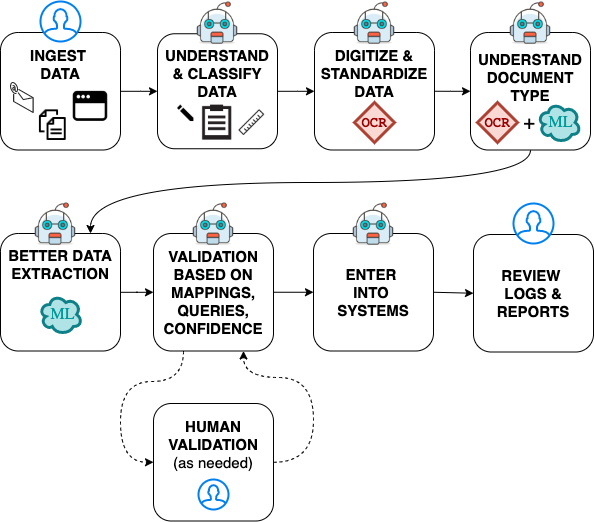 INGEST
DATA
UNDERSTAND
& CLASSIFY
DATA
DIGITIZE &
STANDARDIZE
DATA
OCR
UNDERSTAND
DOCUMENT
TYPE
OCR + ML
BETTER DATA
EXTRACTION
ML
VALIDATION
BASED ON
MAPPINGS,
QUERIES,
CONFIDENCE
ENTER
INTO
SYSTEMS
REVIEW
LOGS &
REPORTS
HUMAN
VALIDATION
(as needed)